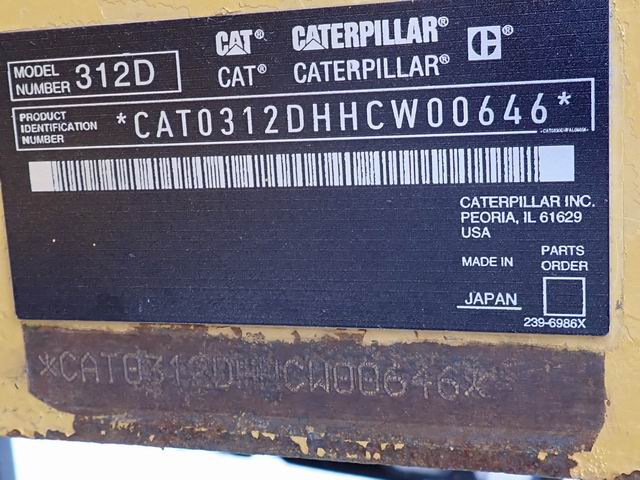 CAT® CATERPILLAR® C®
CAT® CATERPILLAR®
MODEL NUMBER 312D
PRODUCT IDENTIFICATION NUMBER *CAT0312DHHCW00646*
CATERPILLAR INC.
PEORIA, IL 61629
USA
MADE IN JAPAN
PARTS ORDER
239-6986X
*CAT0312DHHCW00646*